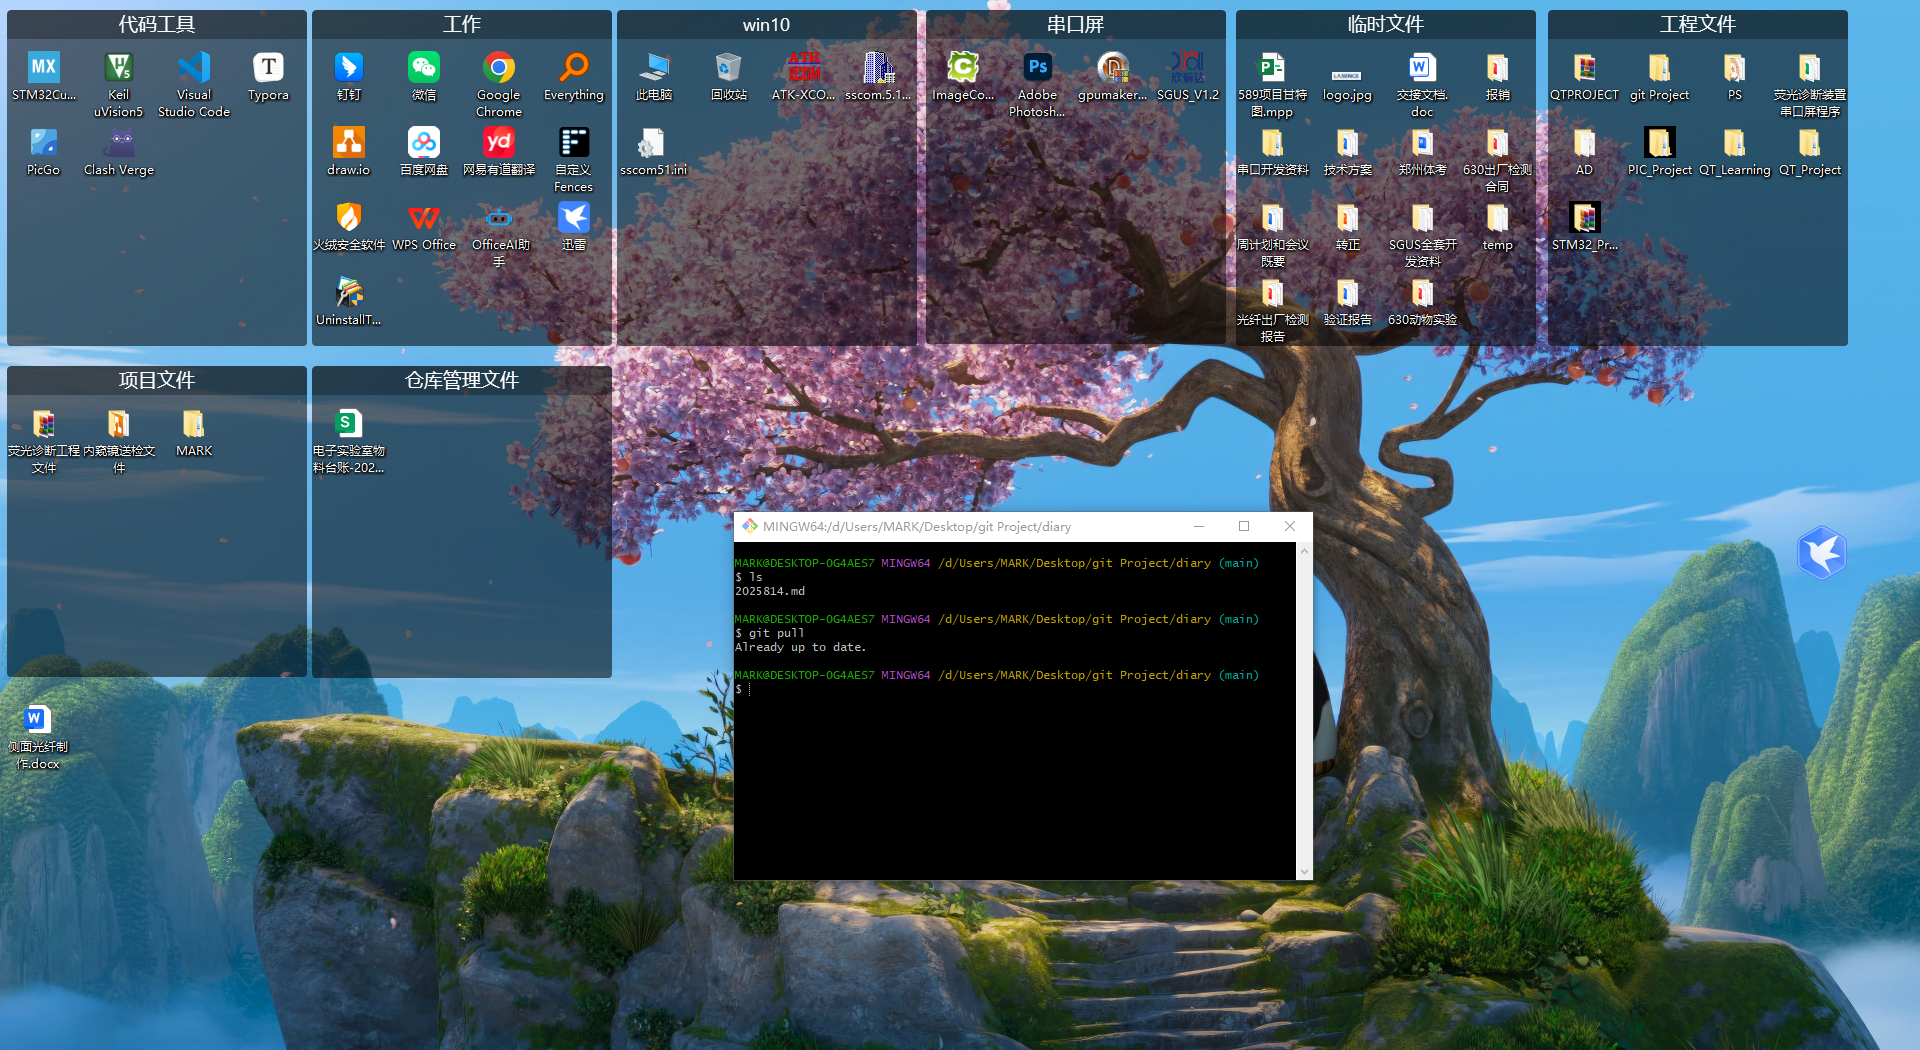 代码工具
工作
win10
串口屏
临时文件
工程文件
MX
STM32Cu...
Keil
uVision5
Visual
Studio Code
T
Typora
钉钉
微信
Google
Chrome
Everything
此电脑
回收站
ATK
XCOM
ATK-XCO...
sscom.5.1...
ImageCo...
Ps
Adobe
Photosh...
gpumaker...
SGUS_V1.2
589项目甘特
图.mpp
LASENCE
logo.jpg
交接文档.
doc
报销
QTPROJECT
git Project
PS
荧光诊断装置
串口屏程序
PicGo
Clash Verge
draw.io
百度网盘
yd
网易有道翻译
自定义
Fences
sscom51.ini
串口开发资料
技术方案
郑州体考
630出厂检测
合同
AD
PIC_Project
QT_Learning
QT_Project
火绒安全软件
WPS Office
OfficeAI助
手
迅雷
周计划和会议
既要
转正
SGUS全套开
发资料
temp
STM32_Pr...
UninstallT...
光纤出厂检测
报告
验证报告
630动物实验
项目文件
仓库管理文件
荧光诊断工程
文件
内窥镜送检文
件
MARK
S
电子实验室物
料台账-202...
W
侧面光纤制
作.docx
MINGW64:/d/Users/MARK/Desktop/git Project/diary
MARK@DESKTOP-OG4AES7 MINGW64 /d/Users/MARK/Desktop/git Project/diary (main)
$ ls
2025814.md
MARK@DESKTOP-OG4AES7 MINGW64 /d/Users/MARK/Desktop/git Project/diary (main)
$ git pull
Already up to date.
MARK@DESKTOP-OG4AES7 MINGW64 /d/Users/MARK/Desktop/git Project/diary (main)
$